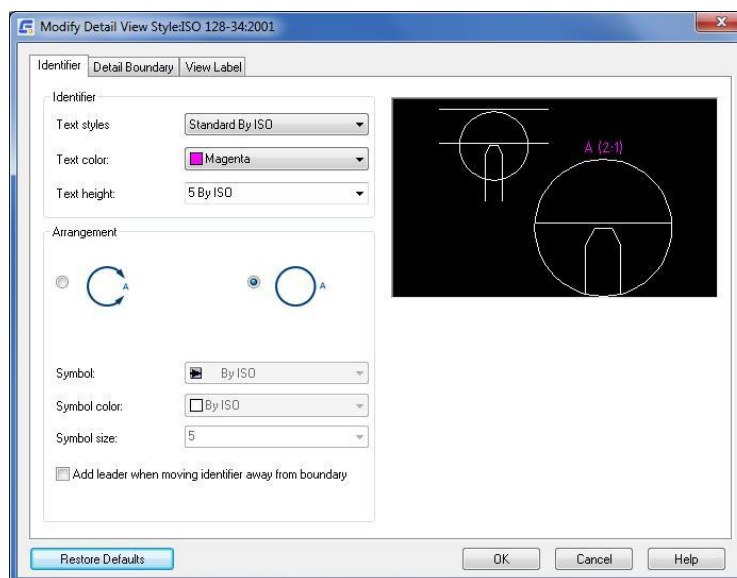 Modify Detail View Style:ISO 128-34:2001
Identifier Detail Boundary View Label
Identifier
Text styles Standard By ISO
Text color: Magenta
Text height: 5 By ISO
Arrangement
A A
Symbol: By ISO
Symbol color: By ISO
Symbol size: 5
Add leader when moving identifier away from boundary
A (2:1)
Restore Defaults OK Cancel Help